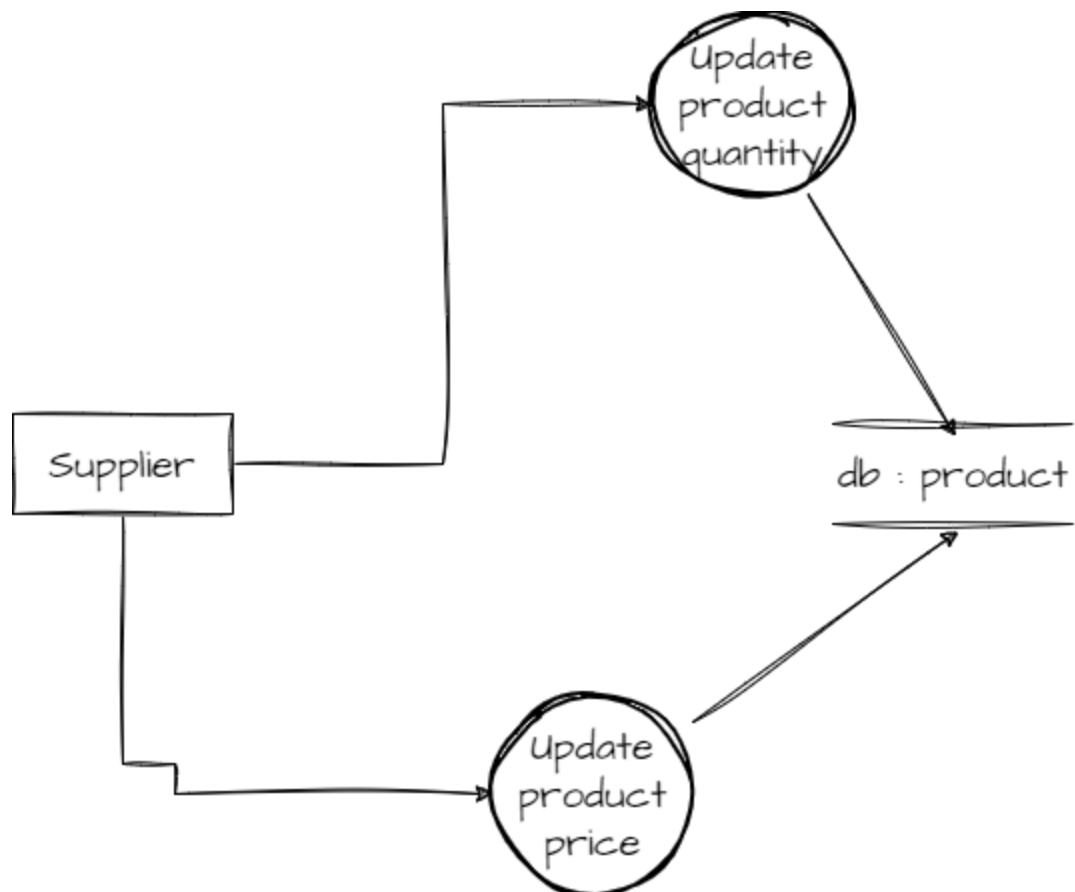 Update
product
quantity
Supplier
db : product
Update
product
price